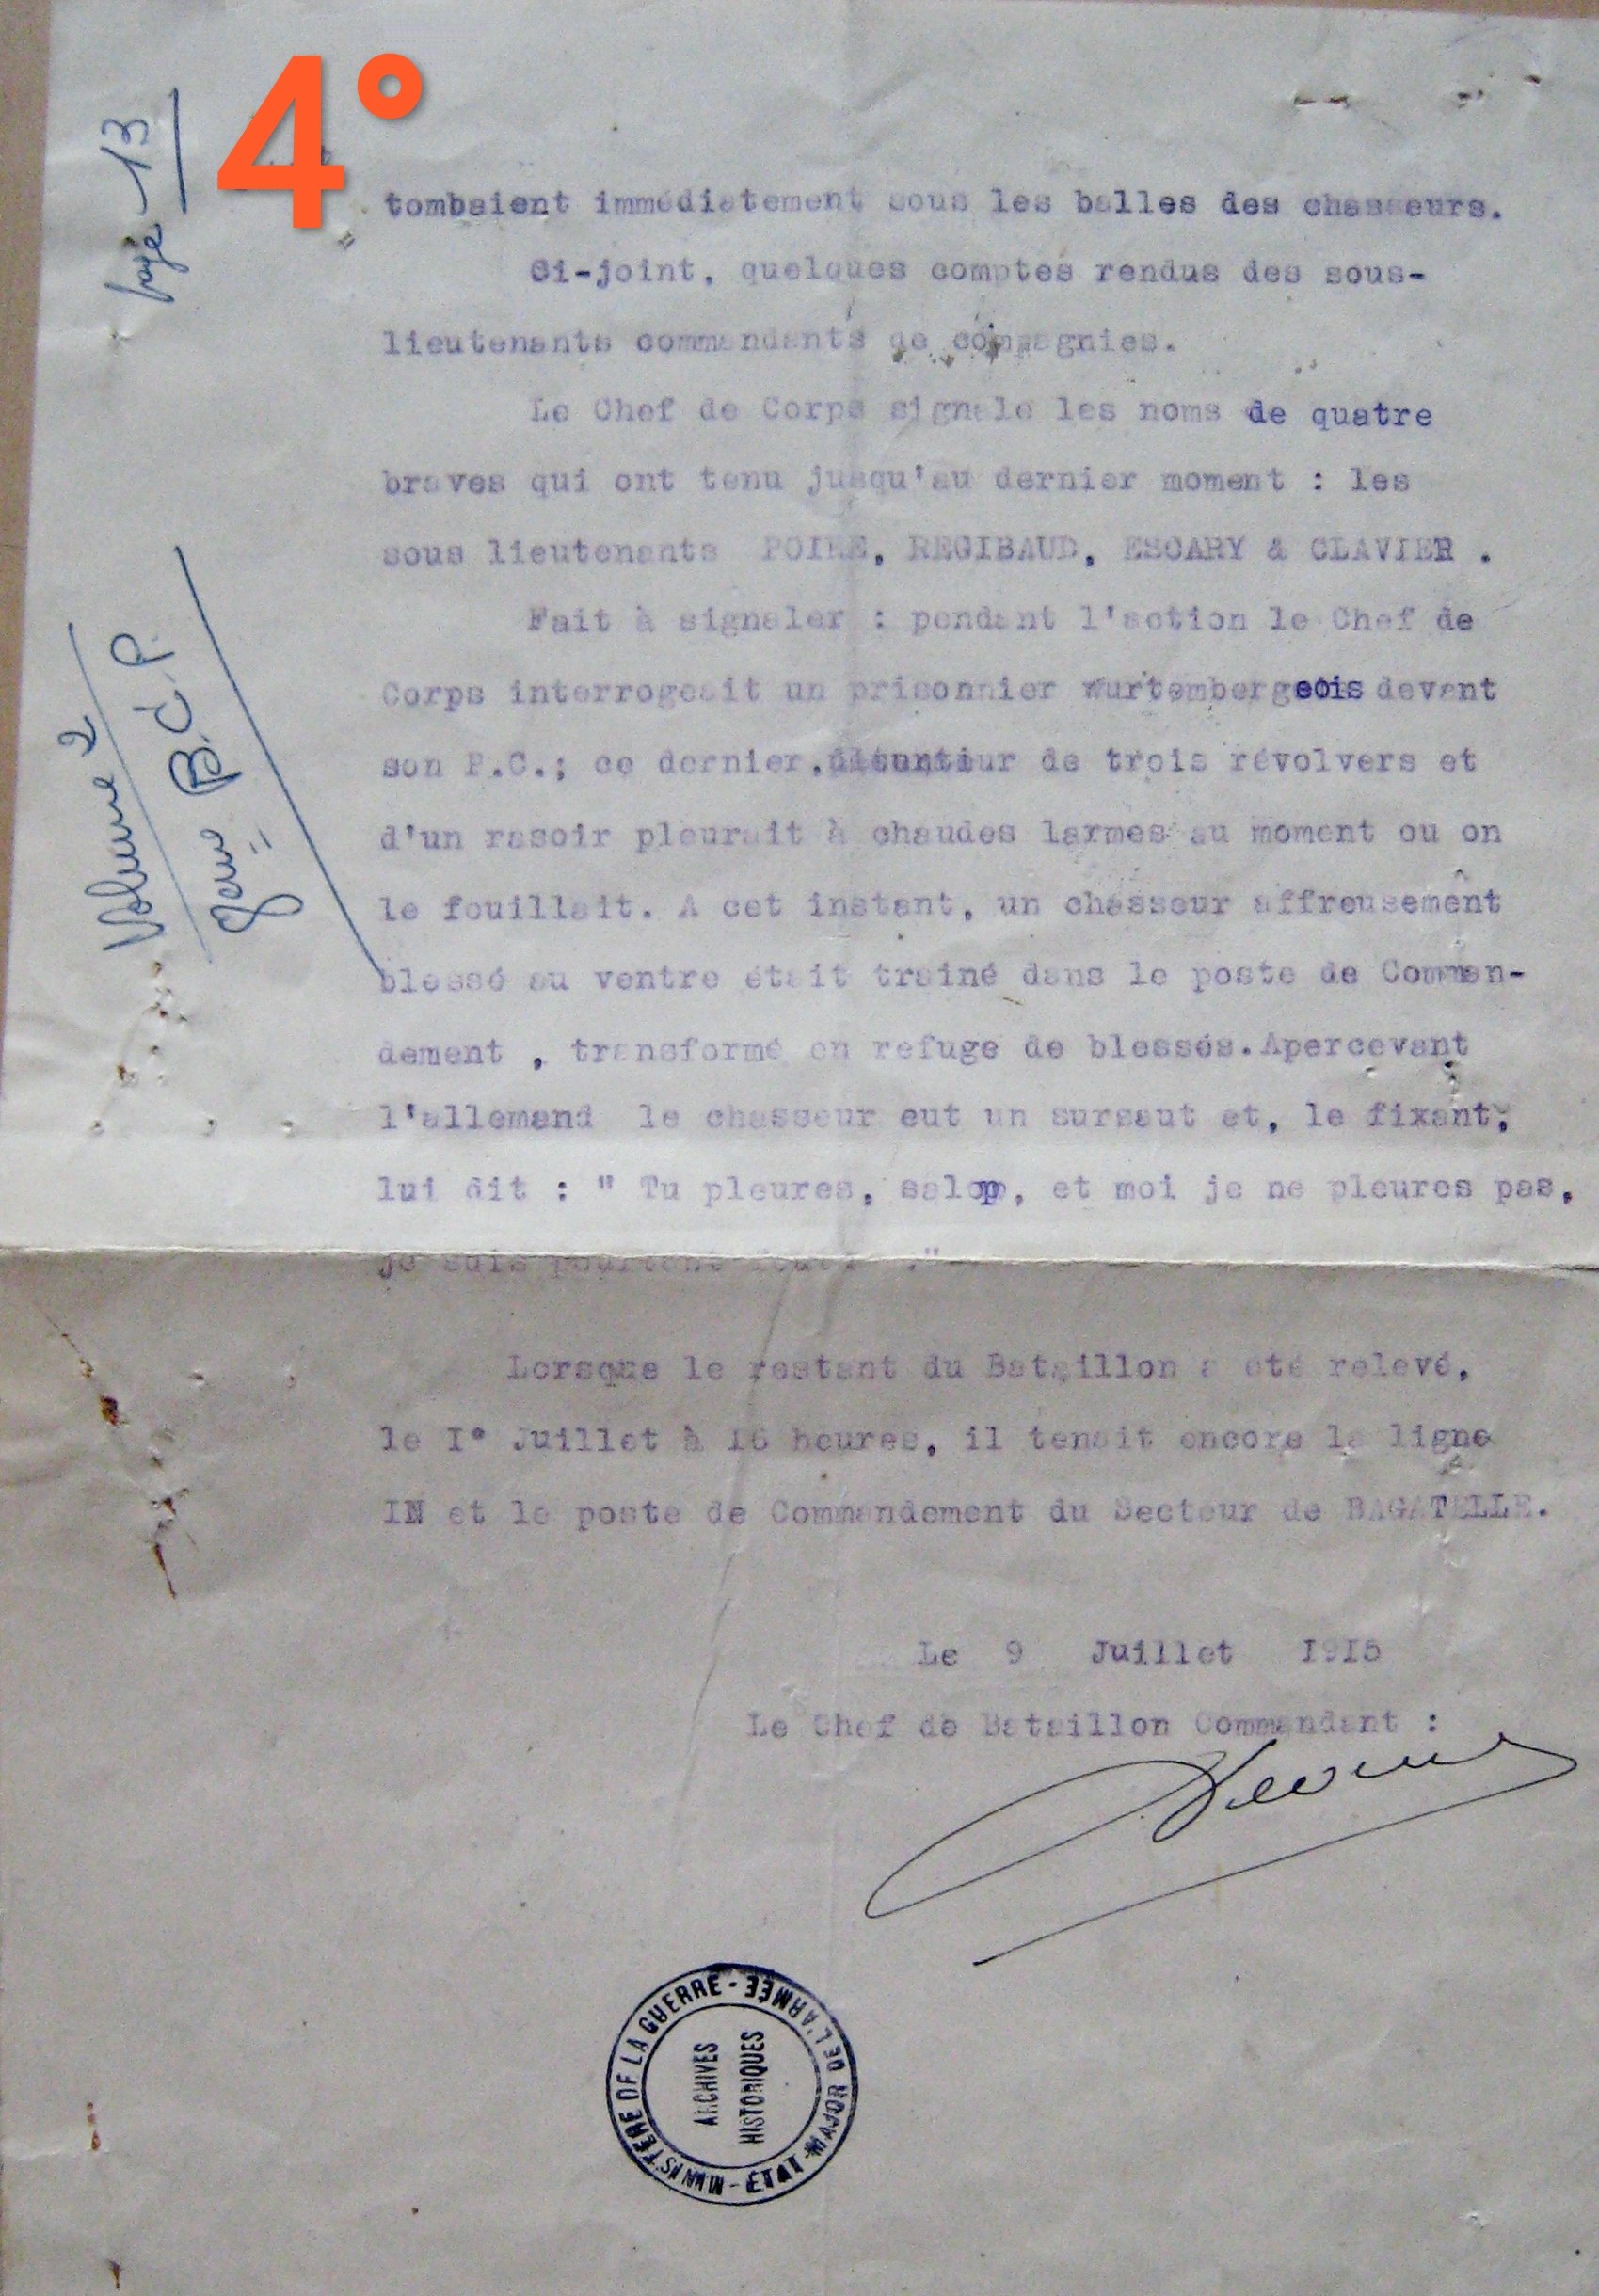 4°
page 13
tombaient immédiatement sous les balles des chasseurs.
Ci-joint, quelques comptes rendus des sous-
lieutenants commandants de compagnies.
Le Chef de Corps signale les noms de quatre
braves qui ont tenu jusqu'au dernier moment : les
sous lieutenants POIRE, REGIBAUD, ESCARY & CLAVIER .
Fait à signaler : pendant l'action le Chef de
Corps interrogeait un prisonnier wurtembergeois devant
son P.C.; ce dernier, détenteur de trois révolvers et
d'un rasoir pleurait à chaudes larmes au moment ou on
le fouillait. A cet instant, un chasseur affreusement
blessé au ventre était trainé dans le poste de Comman-
dement , transformé en refuge de blessés. Apercevant
l'allemand le chasseur eut un sursaut et, le fixant,
lui dit : " Tu pleures, salop, et moi je ne pleures pas,
je suis pourtant foutu ."
Lorsque le restant du Bataillon a été relevé,
le I° Juillet à 16 heures, il tenait encore la ligne
IN et le poste de Commandement du Secteur de BAGATELLE.
Le 9 Juillet 1915
Le Chef de Bataillon Commandant :
Volume 2
B.C.P.
MINISTÈRE DE LA GUERRE - ÉTAT-MAJOR DE L'ARMÉE -
ARCHIVES
HISTORIQUES